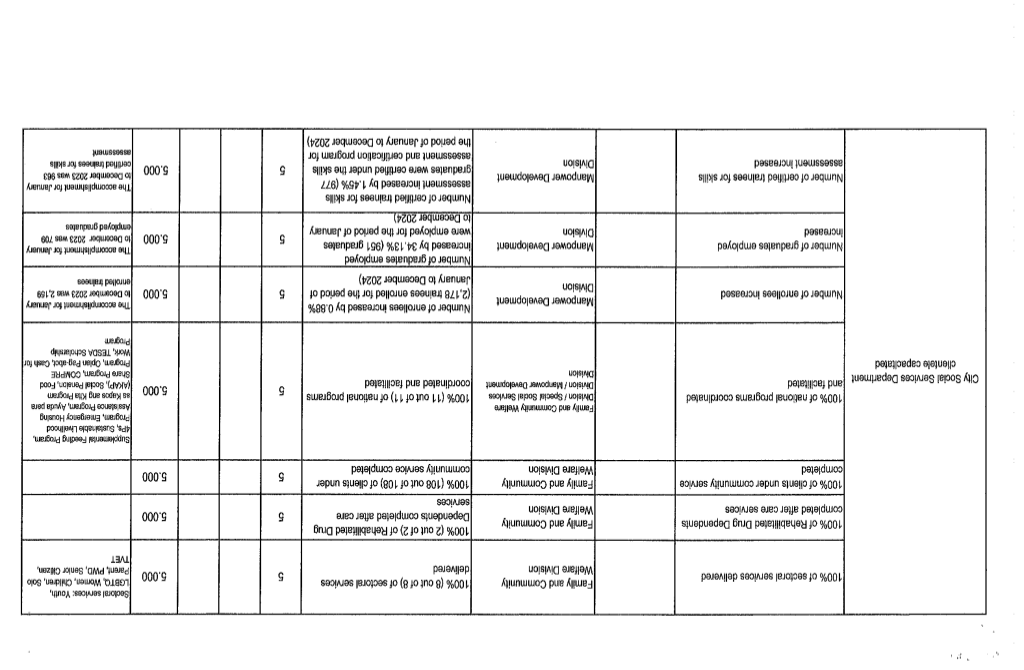 City Social Services Department
clientele capacitated
100% of sectoral services delivered
Family and Community
Welfare Division
100% (8 out of 8) of sectoral services
delivered
5
5.000
Sectoral services: Youth,
LGBTQ, Women, Children, Solo
Parent, PWD, Senior Citizen,
TVET
100% of Rehabilitated Drug Dependents
completed after care services
Family and Community
Welfare Division
100% (2 out of 2) of Rehabilitated Drug
Dependents completed after care
services
5
5.000
100% of clients under community service
completed
Family and Community
Welfare Division
100% (108 out of 108) of clients under
community service completed
5
5.000
100% of national programs coordinated
and facilitated
Family and Community Welfare
Division / Special Social Services
Division / Manpower Development
Division
100% (11 out of 11) of national programs
coordinated and facilitated
5
5.000
Supplemental Feeding Program,
4Ps, Sustainable Livelihood
Program, Emergency Housing
Assistance Program, Ayuda para
sa Kapos ang Kita Program
(AKAP), Social Pension, Food
Share Program, COMPRE
Program, Oplan Pag-abot, Cash for
Work, TESDA Scholarship
Program
Number of enrollees increased
Manpower Development
Division
Number of enrollees increased by 0.88%
(2,178 trainees enrolled for the period of
January to December 2024)
5
5.000
The accomplishment for January
to December 2023 was 2,159
enrolled trainees
Number of graduates employed
increased
Manpower Development
Division
Number of graduates employed
increased by 34.13% (951 graduates
were employed for the period of January
to December 2024)
5
5.000
The accomplishment for January
to December 2023 was 709
employed graduates
Number of certified trainees for skills
assessment increased
Manpower Development
Division
Number of certified trainees for skills
assessment increased by 1.45% (977
graduates were certified under the skills
assessment and certification program for
the period of January to December 2024)
5
5.000
The accomplishment for January
to December 2023 was 963
certified trainees for skills
assessment